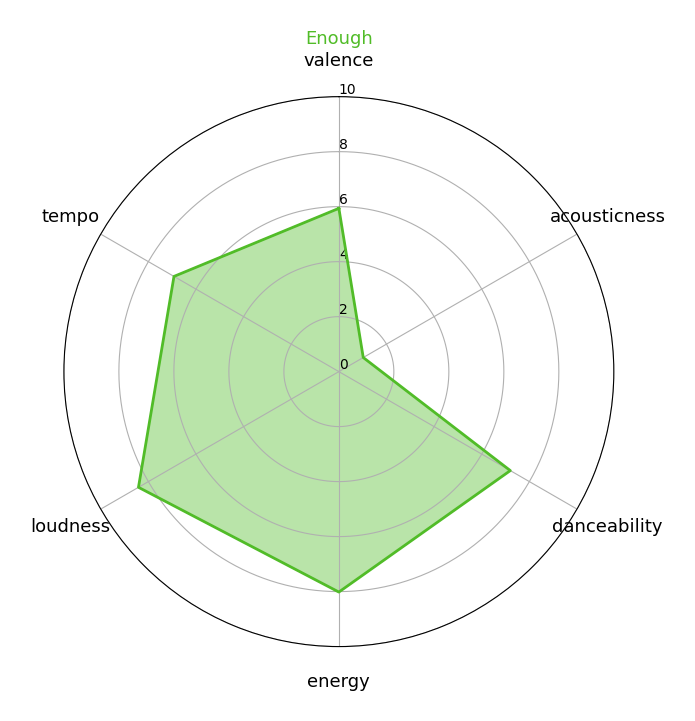 Enough
valence
10
8
tempo
6
acousticness
4
2
0
loudness
danceability
energy